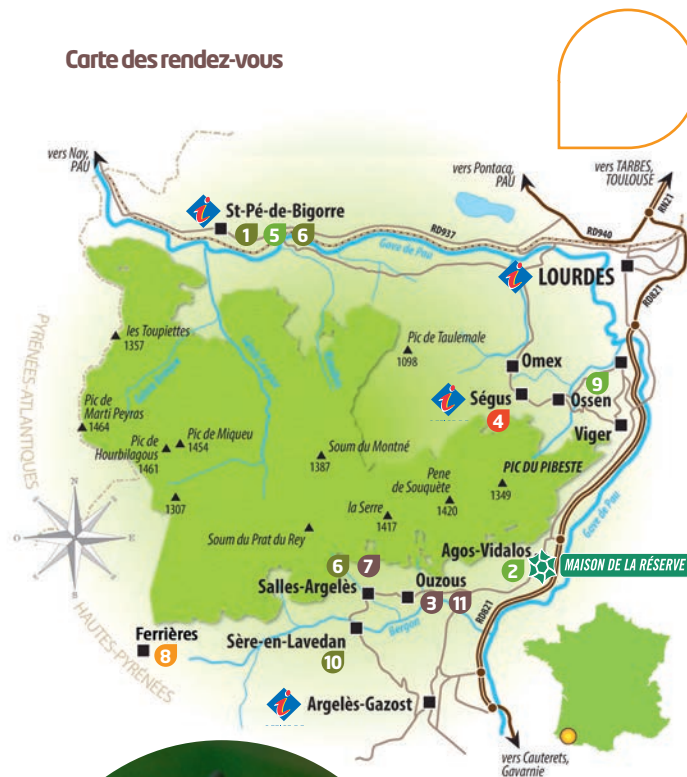 Carte des rendez-vous
vers Nay,
PAU
vers Pontacq,
PAU
vers TARBES,
TOULOUSE
RN21
St-Pé-de-Bigorre
1 5 6
RD937
RD940
Gave de Pau
LOURDES
RD821
les Toupiettes
1357
Pic de Taulemale
1098
Omex
9
Ségus
4
Ossen
Viger
PYRÉNÉES-ATLANTIQUES
Pic de
Marti Peyras
1464
Pic de
Hourbilagous
1461
Pic de Miqueu
1454
Soum du Montné
1387
Pene
de Souquète
1420
PIC DU PIBESTE
1349
1307
la Serre
1417
Soum du Prat du Rey
Gave de Pau
N
O
E
S
Agos-Vidalos
2
MAISON DE LA RÉSERVE
6 7
Salles-Argelès
Ouzous
3 11
RD821
Bergon
HAUTES-PYRÉNÉES
Ferrières
8
Sère-en-Lavedan
10
Argelès-Gazost
vers Cauterets,
Gavarnie